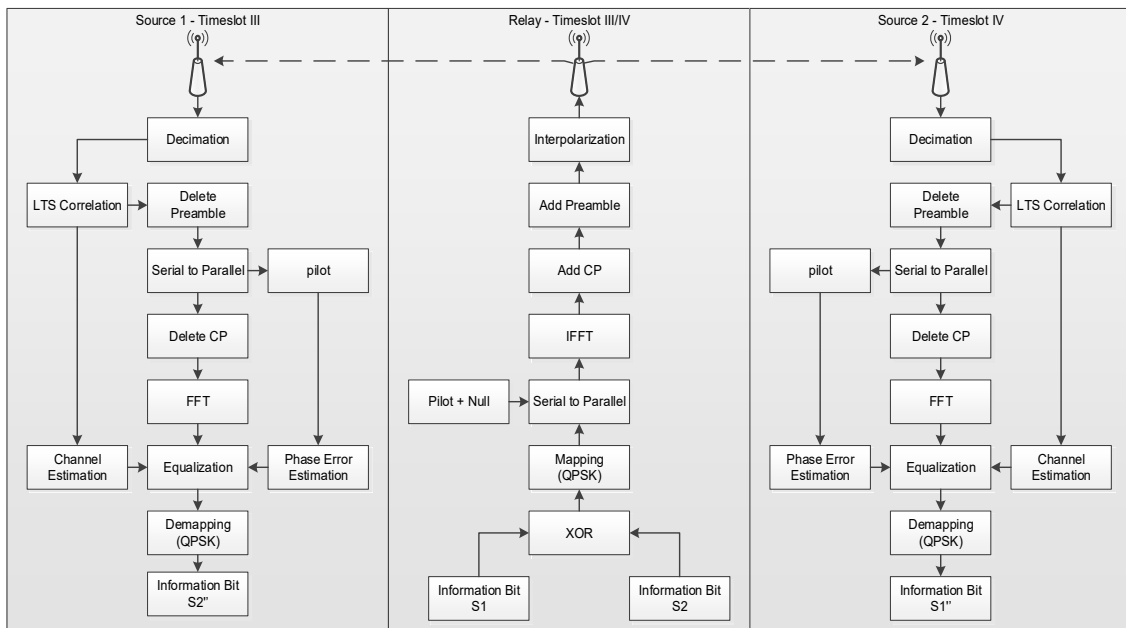 Source 1 - Timeslot III
Decimation
LTS Correlation
Delete
Preamble
Serial to Parallel
pilot
Delete CP
FFT
Channel
Estimation
Equalization
Phase Error
Estimation
Demapping
(QPSK)
Information Bit
S2"
Relay - Timeslot III/IV
Interpolarization
Add Preamble
Add CP
IFFT
Pilot + Null
Serial to Parallel
Mapping
(QPSK)
XOR
Information Bit
S1
Information Bit
S2
Source 2 - Timeslot IV
Decimation
Delete
Preamble
LTS Correlation
pilot
Serial to Parallel
Delete CP
FFT
Phase Error
Estimation
Equalization
Channel
Estimation
Demapping
(QPSK)
Information Bit
S1"